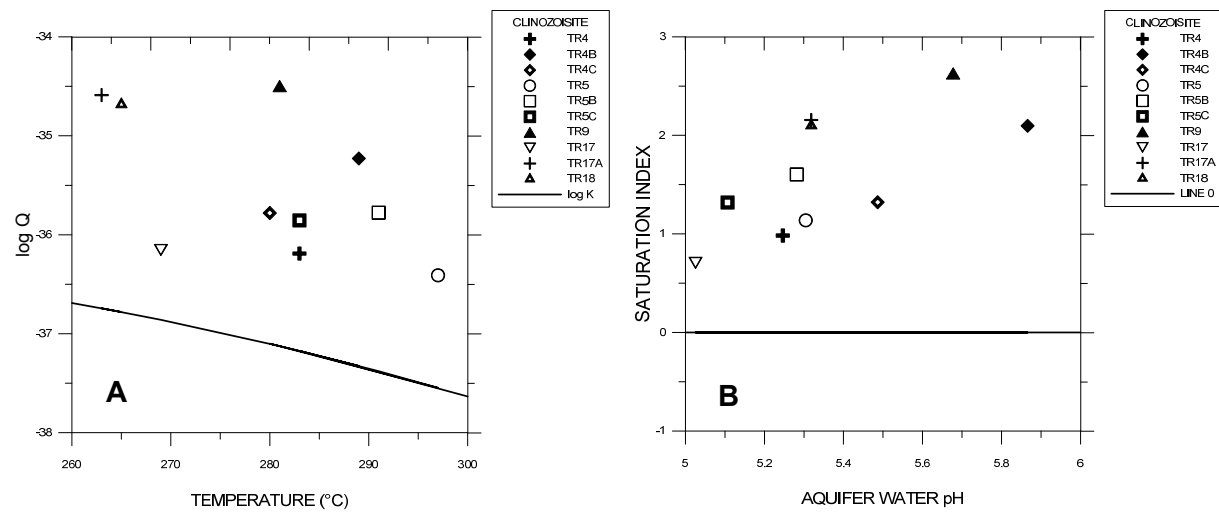 CLINOZOISITE
TR4
TR4B
TR4C
TR5
TR5B
TR5C
TR9
TR17
TR17A
TR18
log K
-34
-35
-36
-37
-38
log Q
A
260
270
280
290
300
TEMPERATURE (°C)
CLINOZOISITE
TR4
TR4B
TR4C
TR5
TR5B
TR5C
TR9
TR17
TR17A
TR18
LINE 0
3
2
1
0
-1
SATURATION INDEX
B
5
5.2
5.4
5.6
5.8
6
AQUIFER WATER pH